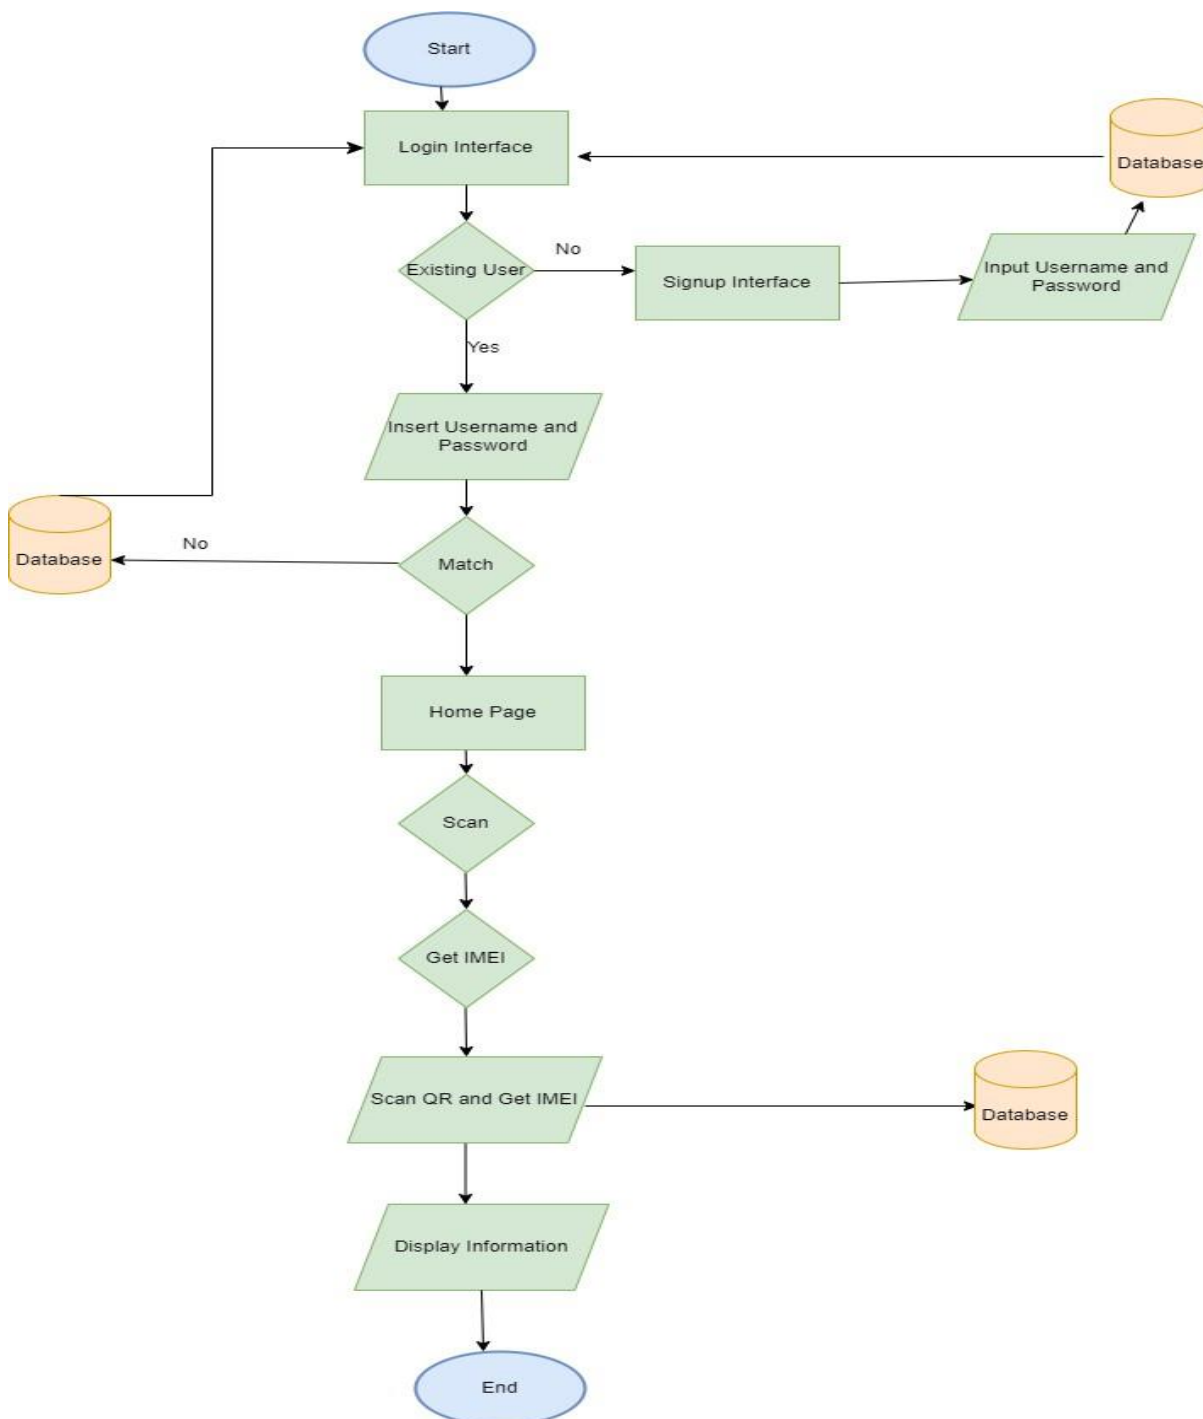 Start
Login Interface
Database
Existing User
No
Signup Interface
Input Username and
Password
Yes
Insert Username and
Password
Database
No
Match
Home Page
Scan
Get IMEI
Scan QR and Get IMEI
Database
Display Information
End